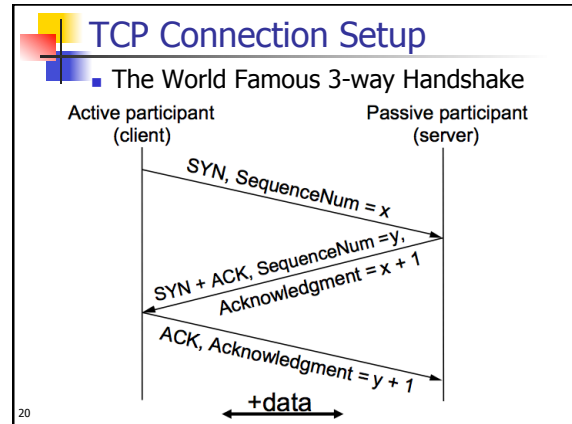 TCP Connection Setup
The World Famous 3-way Handshake
Active participant
(client)
Passive participant
(server)
SYN, SequenceNum = x
SYN + ACK, SequenceNum =y,
Acknowledgment = x + 1
ACK, Acknowledgment = y + 1
+data
20